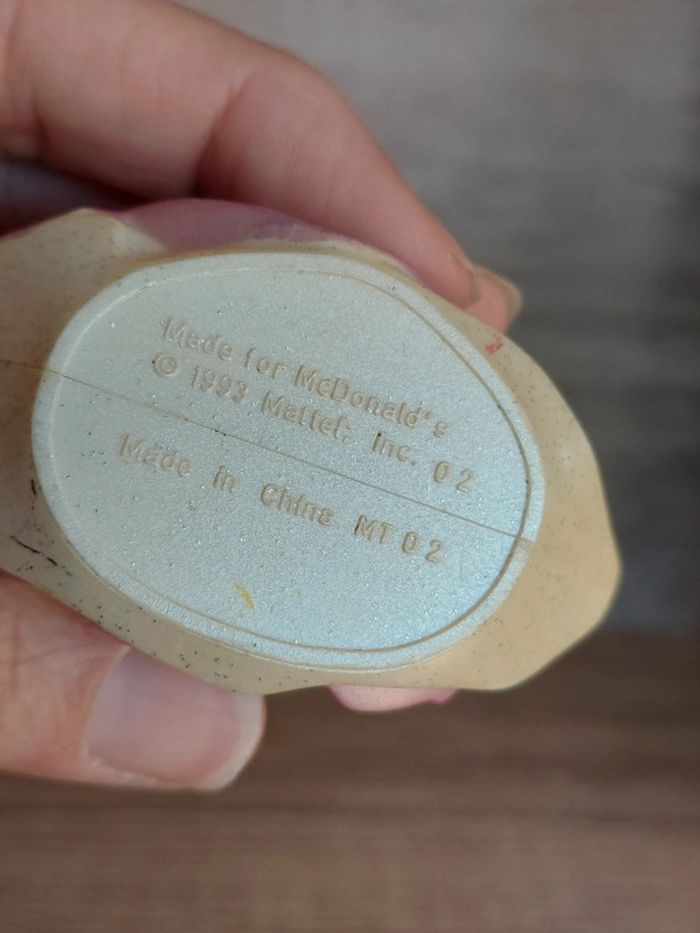 Made for McDonald's
© 1993 Mattel, Inc. 02
Made in China MT 02